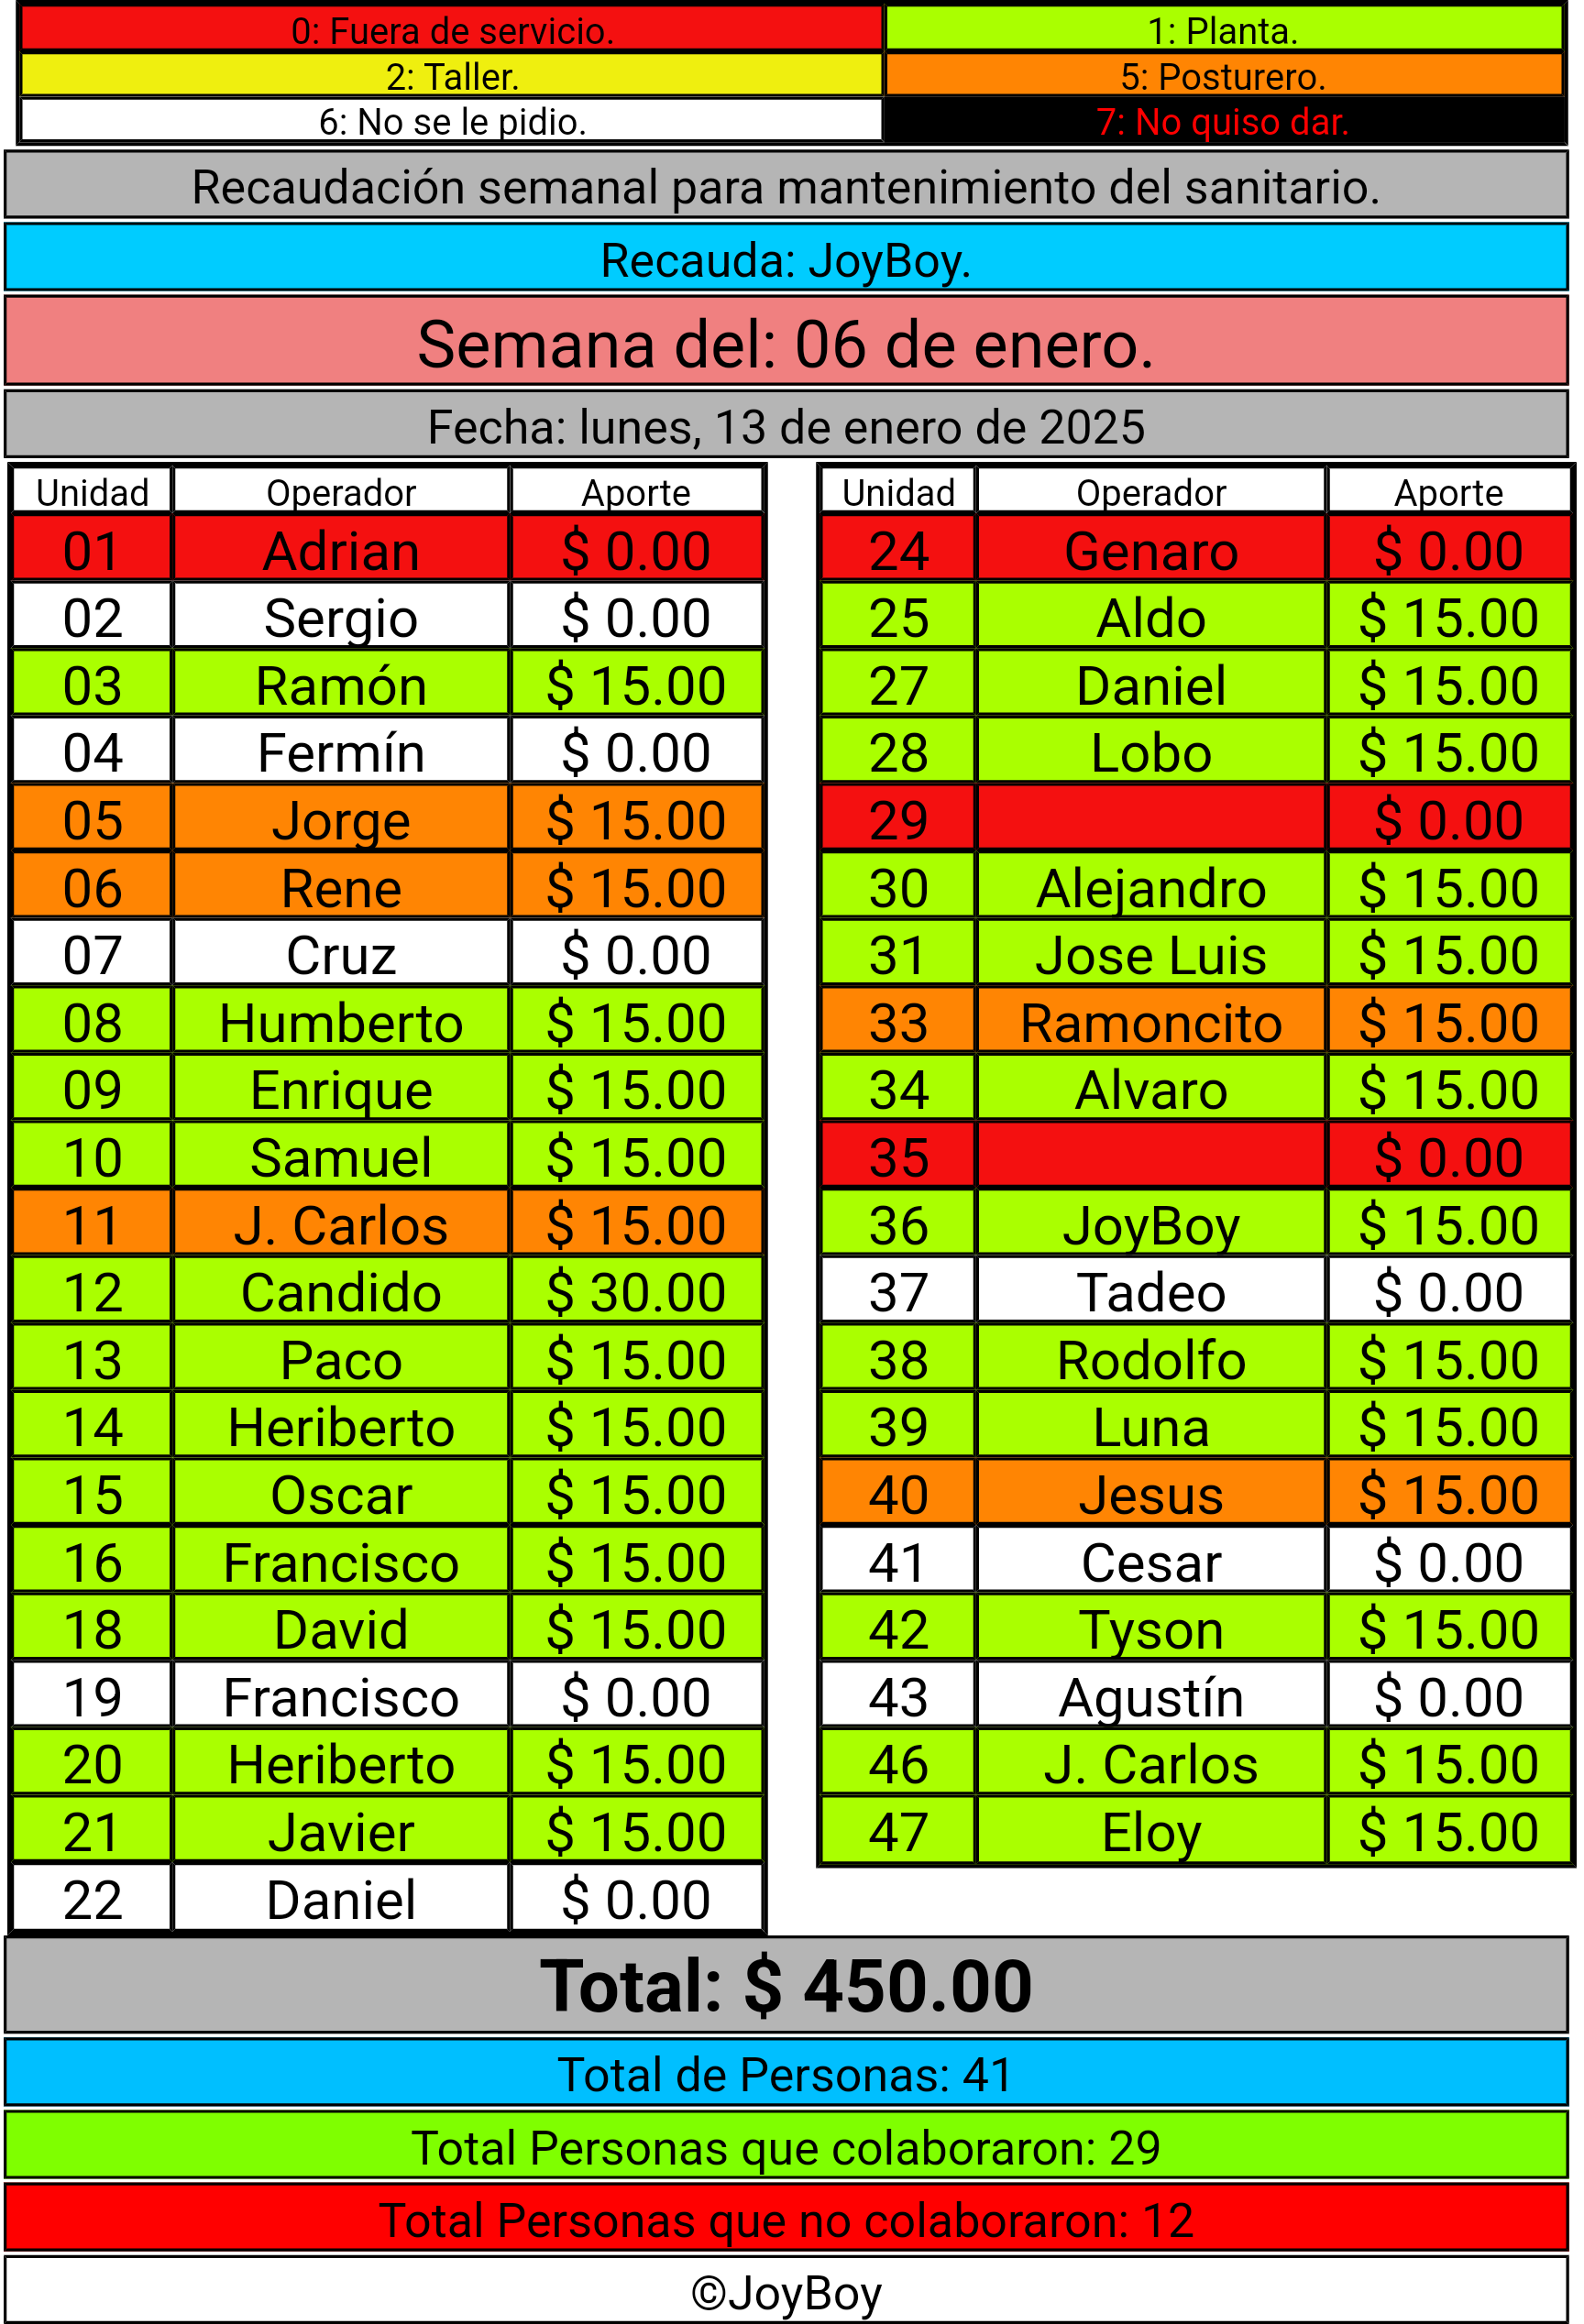 0: Fuera de servicio. 1: Planta.
2: Taller. 5: Posturero.
6: No se le pidio. 7: No quiso dar.
Recaudación semanal para mantenimiento del sanitario.
Recauda: JoyBoy.
Semana del: 06 de enero.
Fecha: lunes, 13 de enero de 2025
Unidad Operador Aporte
01 Adrian $ 0.00
02 Sergio $ 0.00
03 Ramón $ 15.00
04 Fermín $ 0.00
05 Jorge $ 15.00
06 Rene $ 15.00
07 Cruz $ 0.00
08 Humberto $ 15.00
09 Enrique $ 15.00
10 Samuel $ 15.00
11 J. Carlos $ 15.00
12 Candido $ 30.00
13 Paco $ 15.00
14 Heriberto $ 15.00
15 Oscar $ 15.00
16 Francisco $ 15.00
18 David $ 15.00
19 Francisco $ 0.00
20 Heriberto $ 15.00
21 Javier $ 15.00
22 Daniel $ 0.00
Unidad Operador Aporte
24 Genaro $ 0.00
25 Aldo $ 15.00
27 Daniel $ 15.00
28 Lobo $ 15.00
29 $ 0.00
30 Alejandro $ 15.00
31 Jose Luis $ 15.00
33 Ramoncito $ 15.00
34 Alvaro $ 15.00
35 $ 0.00
36 JoyBoy $ 15.00
37 Tadeo $ 0.00
38 Rodolfo $ 15.00
39 Luna $ 15.00
40 Jesus $ 15.00
41 Cesar $ 0.00
42 Tyson $ 15.00
43 Agustín $ 0.00
46 J. Carlos $ 15.00
47 Eloy $ 15.00
Total: $ 450.00
Total de Personas: 41
Total Personas que colaboraron: 29
Total Personas que no colaboraron: 12
©JoyBoy